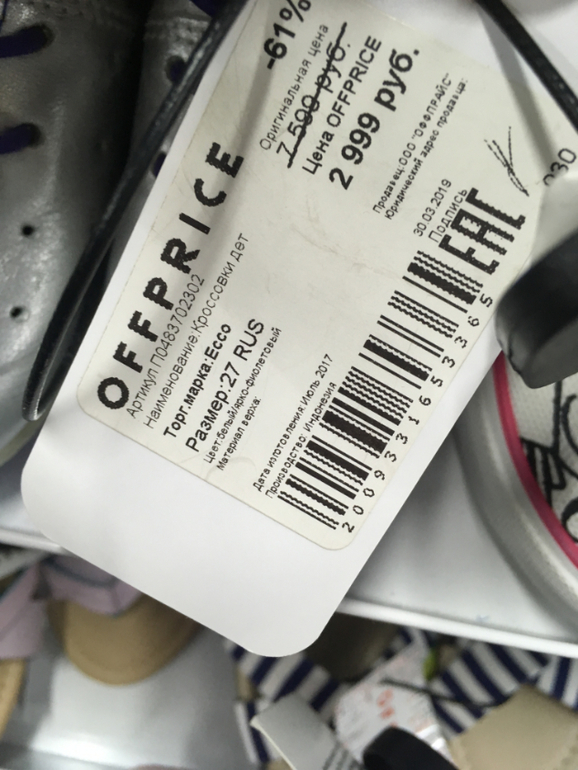 -61%
Оригинальная цена
7 599 руб.
Цена OFFPRICE
2 999 руб.
Продавец:ООО "ОФФПРАЙС"
Юридический адрес продавца:
OFFPRICE
Артикул:П0483702302
Наименование:Кроссовки дет
Торг.марка:Ecco
Размер:27 RUS
Цвет:белый/ярко-фиолетовый
Материал верха:
30.03.2019
Подпись
EAC
Дата изготовления:Июль 2017
Производство: Индонезия
2009331653365